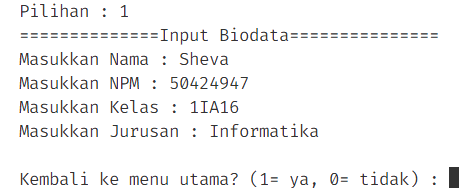 Pilihan : 1
==============Input Biodata===============
Masukkan Nama : Sheva
Masukkan NPM : 50424947
Masukkan Kelas : 1IA16
Masukkan Jurusan : Informatika
Kembali ke menu utama? (1= ya, 0= tidak) :